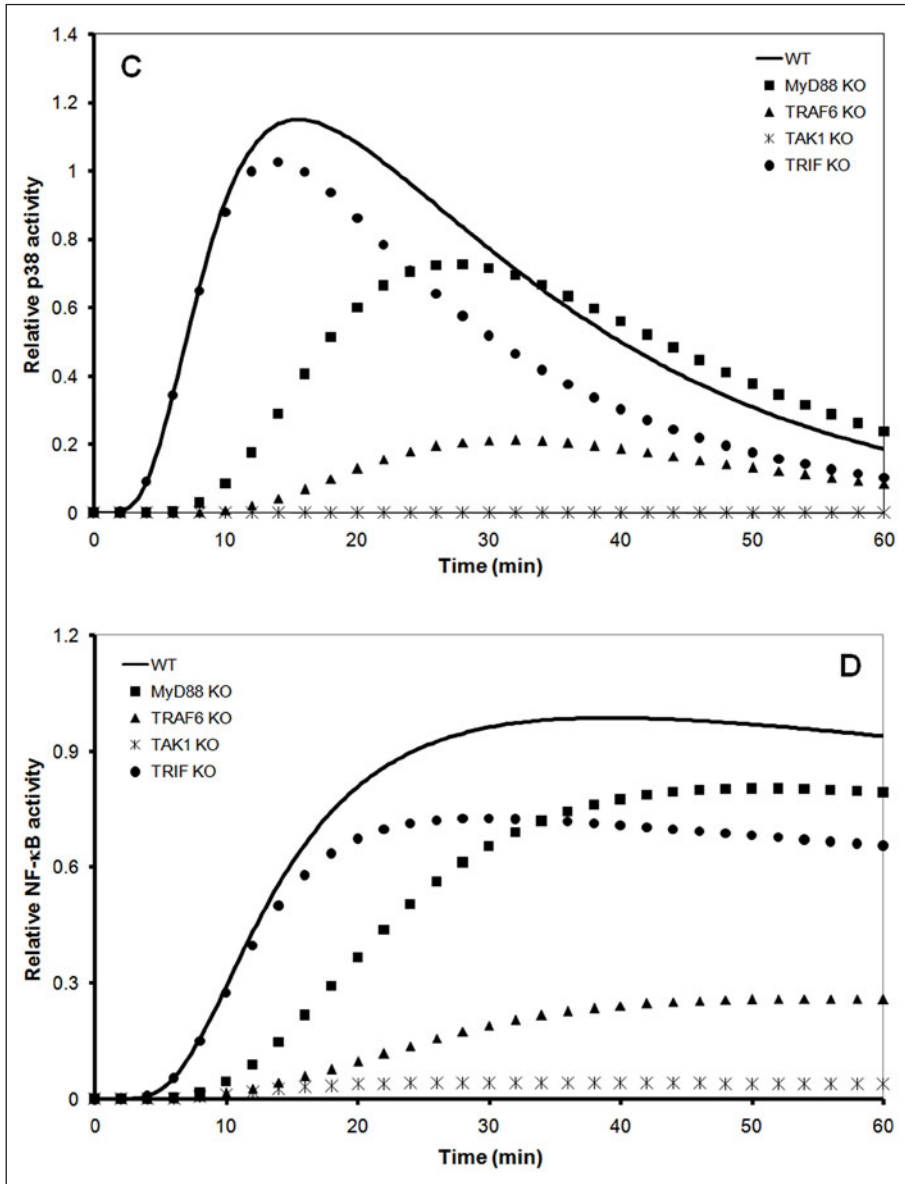 C
1.4
1.2
1
0.8
0.6
0.4
0.2
0
Relative p38 activity
WT
MyD88 KO
TRAF6 KO
TAK1 KO
TRIF KO
0 10 20 30 40 50 60
Time (min)
D
1.2
0.9
0.6
0.3
0
Relative NF-κB activity
WT
MyD88 KO
TRAF6 KO
TAK1 KO
TRIF KO
0 10 20 30 40 50 60
Time (min)